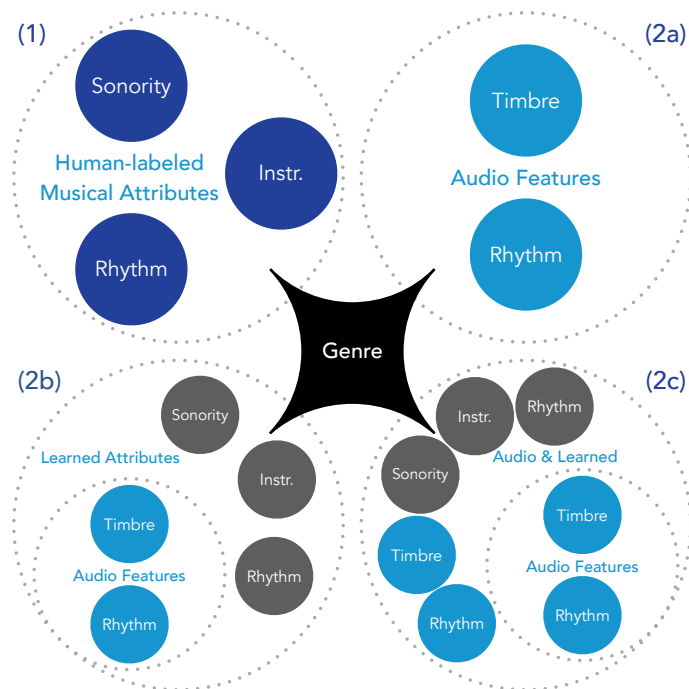 (1)
(2a)
Sonority
Human-labeled
Musical Attributes
Instr.
Rhythm
Timbre
Audio Features
Rhythm
Genre
(2b)
Sonority
Learned Attributes
Instr.
Timbre
Audio Features
Rhythm
Rhythm
(2c)
Rhythm
Instr.
Audio & Learned
Sonority
Timbre
Rhythm
Timbre
Audio Features
Rhythm